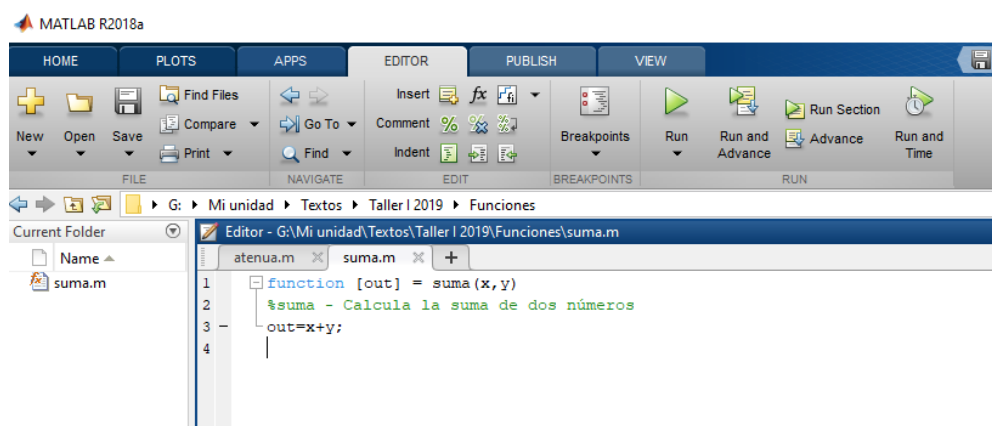 MATLAB R2018a
HOME PLOTS APPS EDITOR PUBLISH VIEW
New Open Save
Find Files
Compare
Print
Go To
Find
Insert fx
Comment
Indent
Breakpoints
Run
Run and Advance
Run Section
Advance
Run and Time
FILE NAVIGATE EDIT BREAKPOINTS RUN
G: Mi unidad Textos Taller I 2019 Funciones
Current Folder
Name
suma.m
Editor - G:\Mi unidad\Textos\Taller I 2019\Funciones\suma.m
atenua.m suma.m +
1 function [out] = suma(x,y)
2 %suma - Calcula la suma de dos números
3 - out=x+y;
4